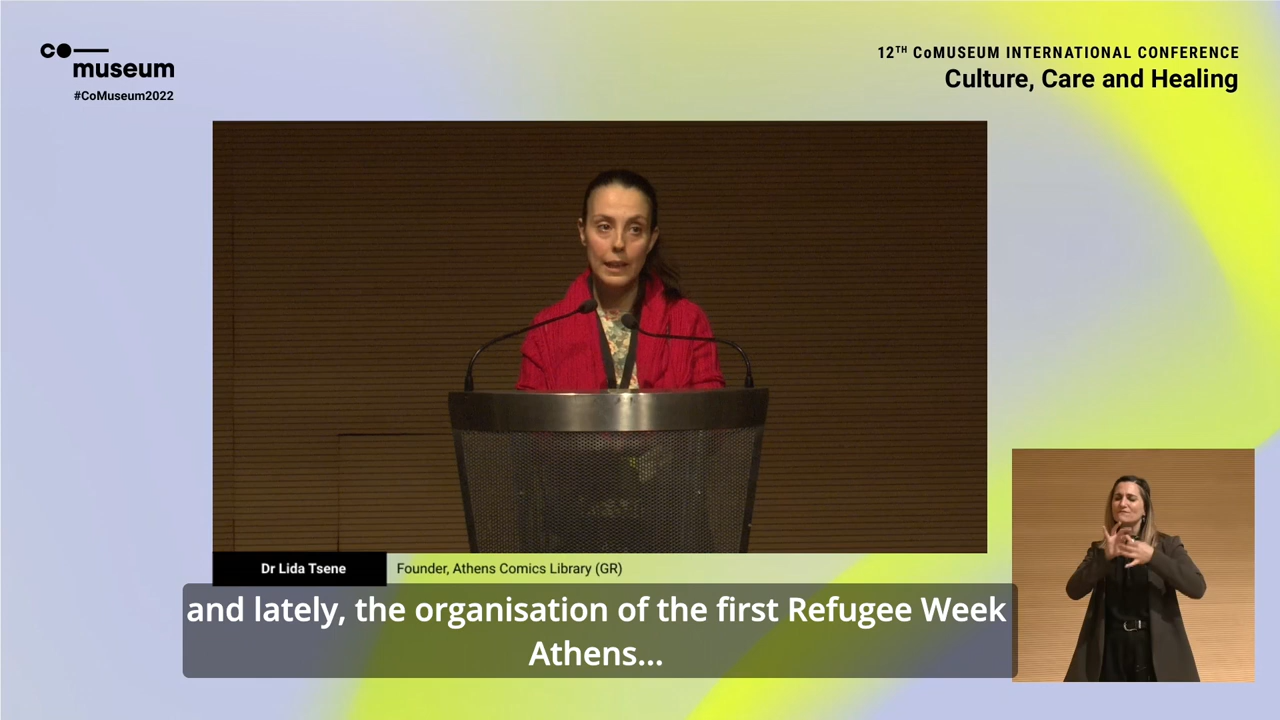 co
museum
#CoMuseum2022
12TH CoMUSEUM INTERNATIONAL CONFERENCE
Culture, Care and Healing
Dr Lida Tsene
Founder, Athens Comics Library (GR)
and lately, the organisation of the first Refugee Week
Athens...